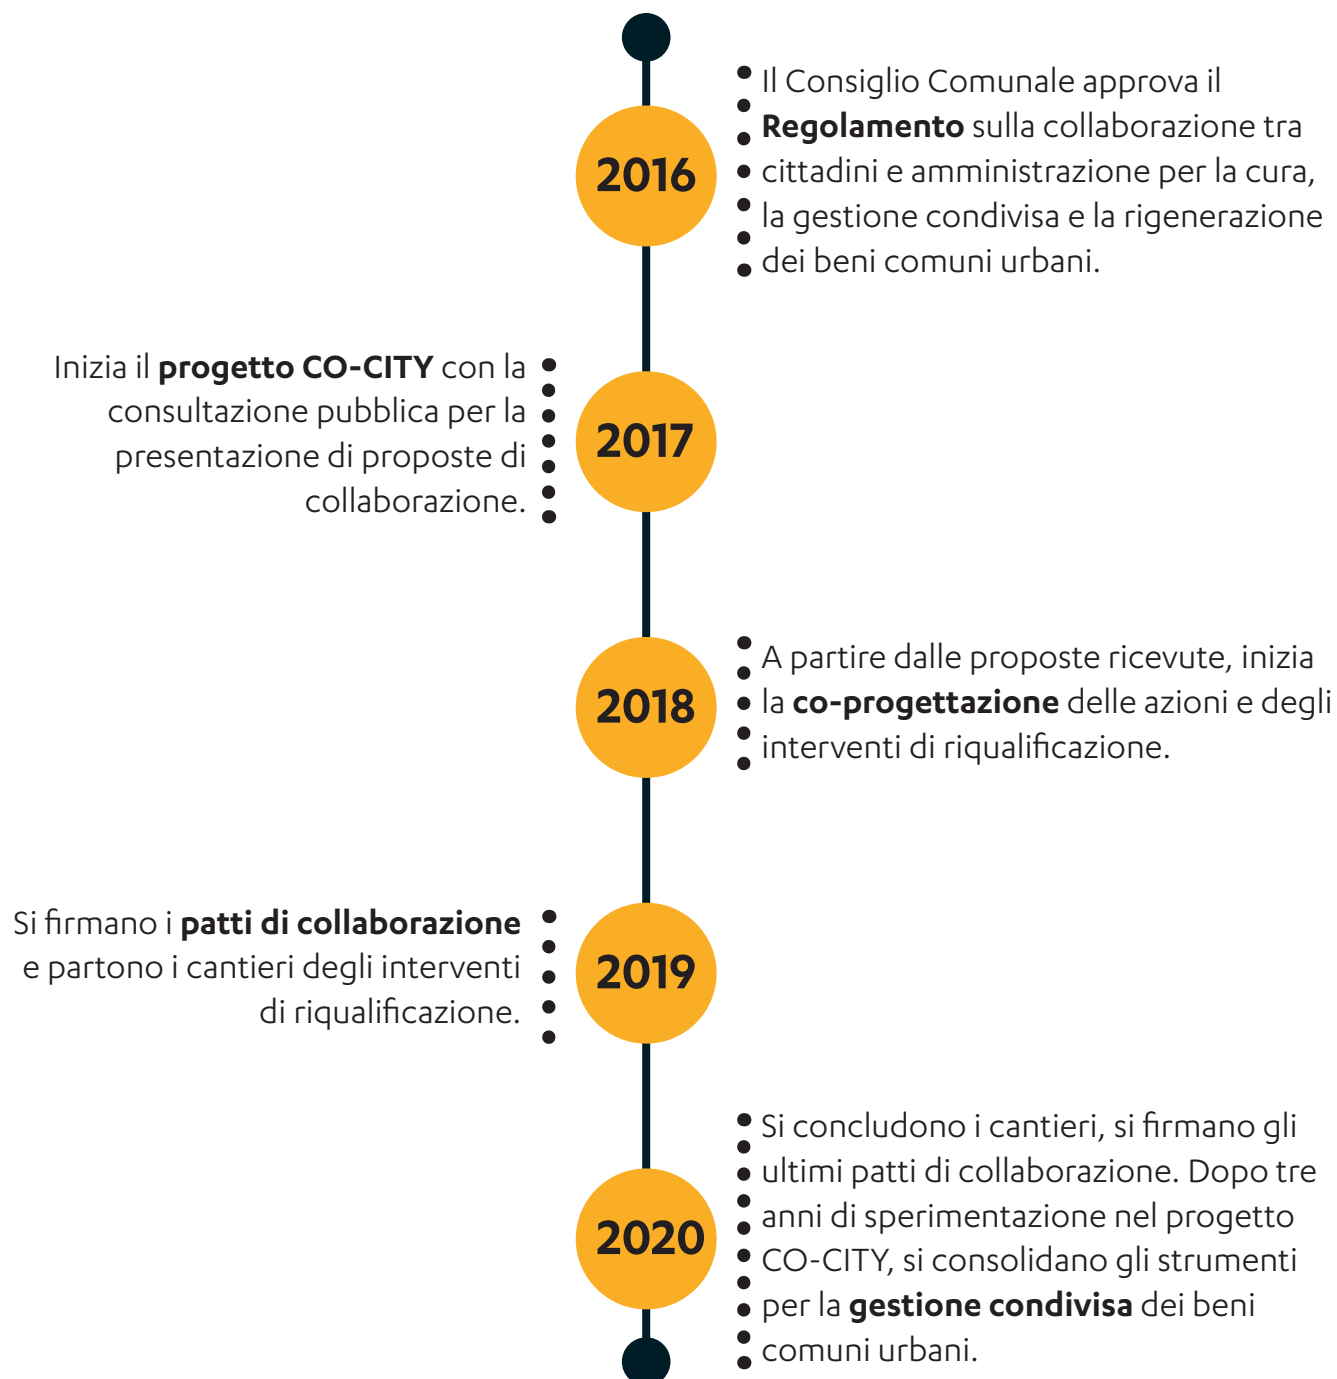 2016
Il Consiglio Comunale approva il
Regolamento sulla collaborazione tra
cittadini e amministrazione per la cura,
la gestione condivisa e la rigenerazione
dei beni comuni urbani.
Inizia il progetto CO-CITY con la
consultazione pubblica per la
presentazione di proposte di
collaborazione.
2017
2018
A partire dalle proposte ricevute, inizia
la co-progettazione delle azioni e degli
interventi di riqualificazione.
Si firmano i patti di collaborazione
e partono i cantieri degli interventi
di riqualificazione.
2019
2020
Si concludono i cantieri, si firmano gli
ultimi patti di collaborazione. Dopo tre
anni di sperimentazione nel progetto
CO-CITY, si consolidano gli strumenti
per la gestione condivisa dei beni
comuni urbani.